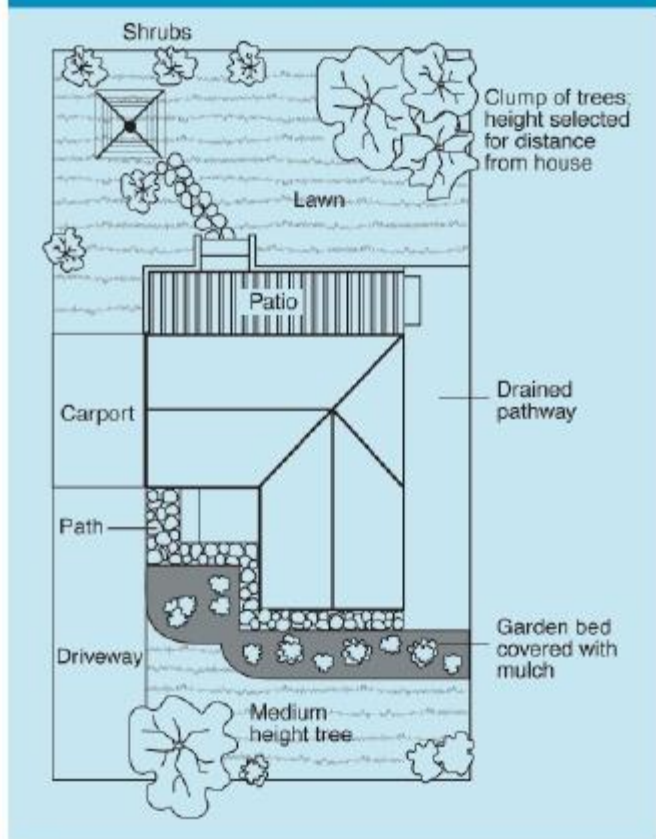 Shrubs
Clump of trees;
height selected
for distance
from house
Lawn
Patio
Carport
Drained
pathway
Path
Driveway
Garden bed
covered with
mulch
Medium
height tree